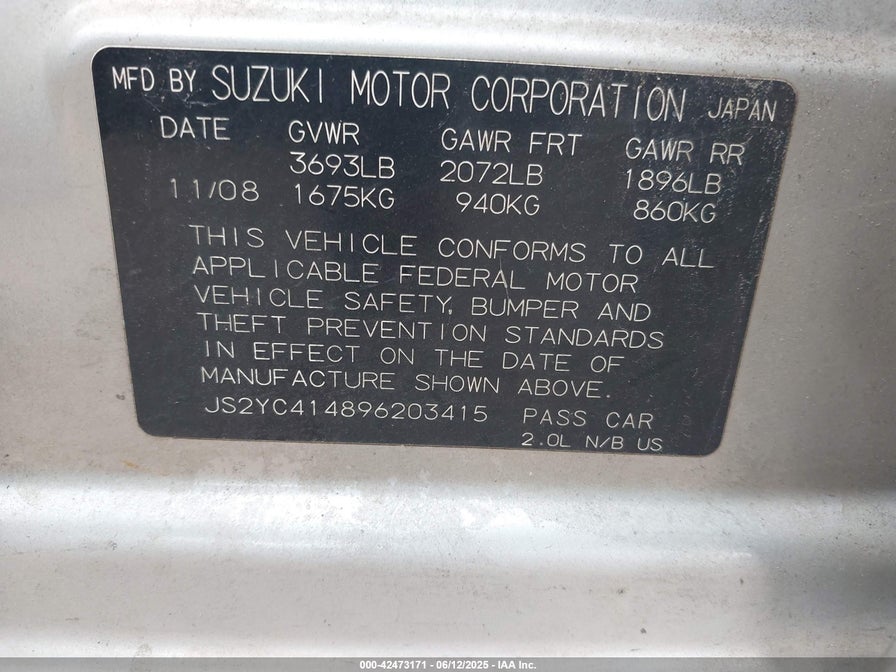 MFD BY SUZUKI MOTOR CORPORATION JAPAN
DATE GVWR GAWR FRT GAWR RR
3693LB 2072LB 1896LB
11/08 1675KG 940KG 860KG
THIS VEHICLE CONFORMS TO ALL
APPLICABLE FEDERAL MOTOR
VEHICLE SAFETY, BUMPER AND
THEFT PREVENTION STANDARDS
IN EFFECT ON THE DATE OF
MANUFACTURE SHOWN ABOVE.
JS2YC414896203415 PASS CAR
2.0L N/B US
000-42473171 - 06/12/2025 - IAA Inc.